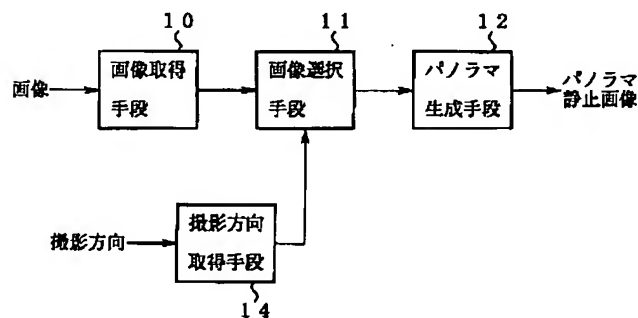 10
11
12
画像
画像取得
手段
画像選択
手段
パノラマ
生成手段
パノラマ
静止画像
撮影方向
撮影方向
取得手段
14